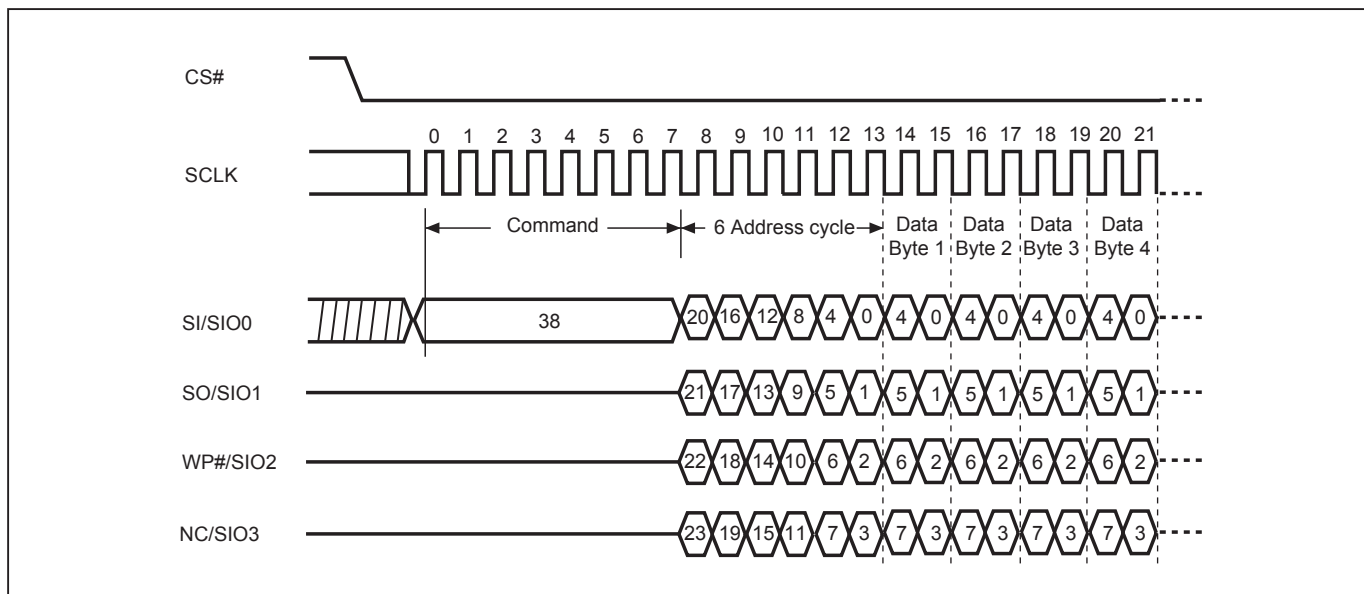 CS#
0 1 2 3 4 5 6 7 8 9 10 11 12 13 14 15 16 17 18 19 20 21
SCLK
Command 6 Address cycle Data Byte 1 Data Byte 2 Data Byte 3 Data Byte 4
SI/SIO0 38 20 16 12 8 4 0 4 0 4 0 4 0 4 0
SO/SIO1 21 17 13 9 5 1 5 1 5 1 5 1 5 1
WP#/SIO2 22 18 14 10 6 2 6 2 6 2 6 2 6 2
NC/SIO3 23 19 15 11 7 3 7 3 7 3 7 3 7 3